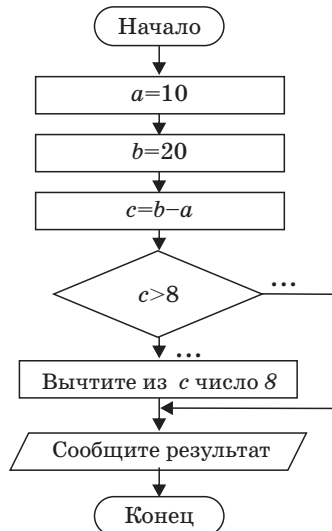 Начало
a=10
b=20
c=b–a
c>8
...
...
Вычтите из c число 8
Сообщите результат
Конец